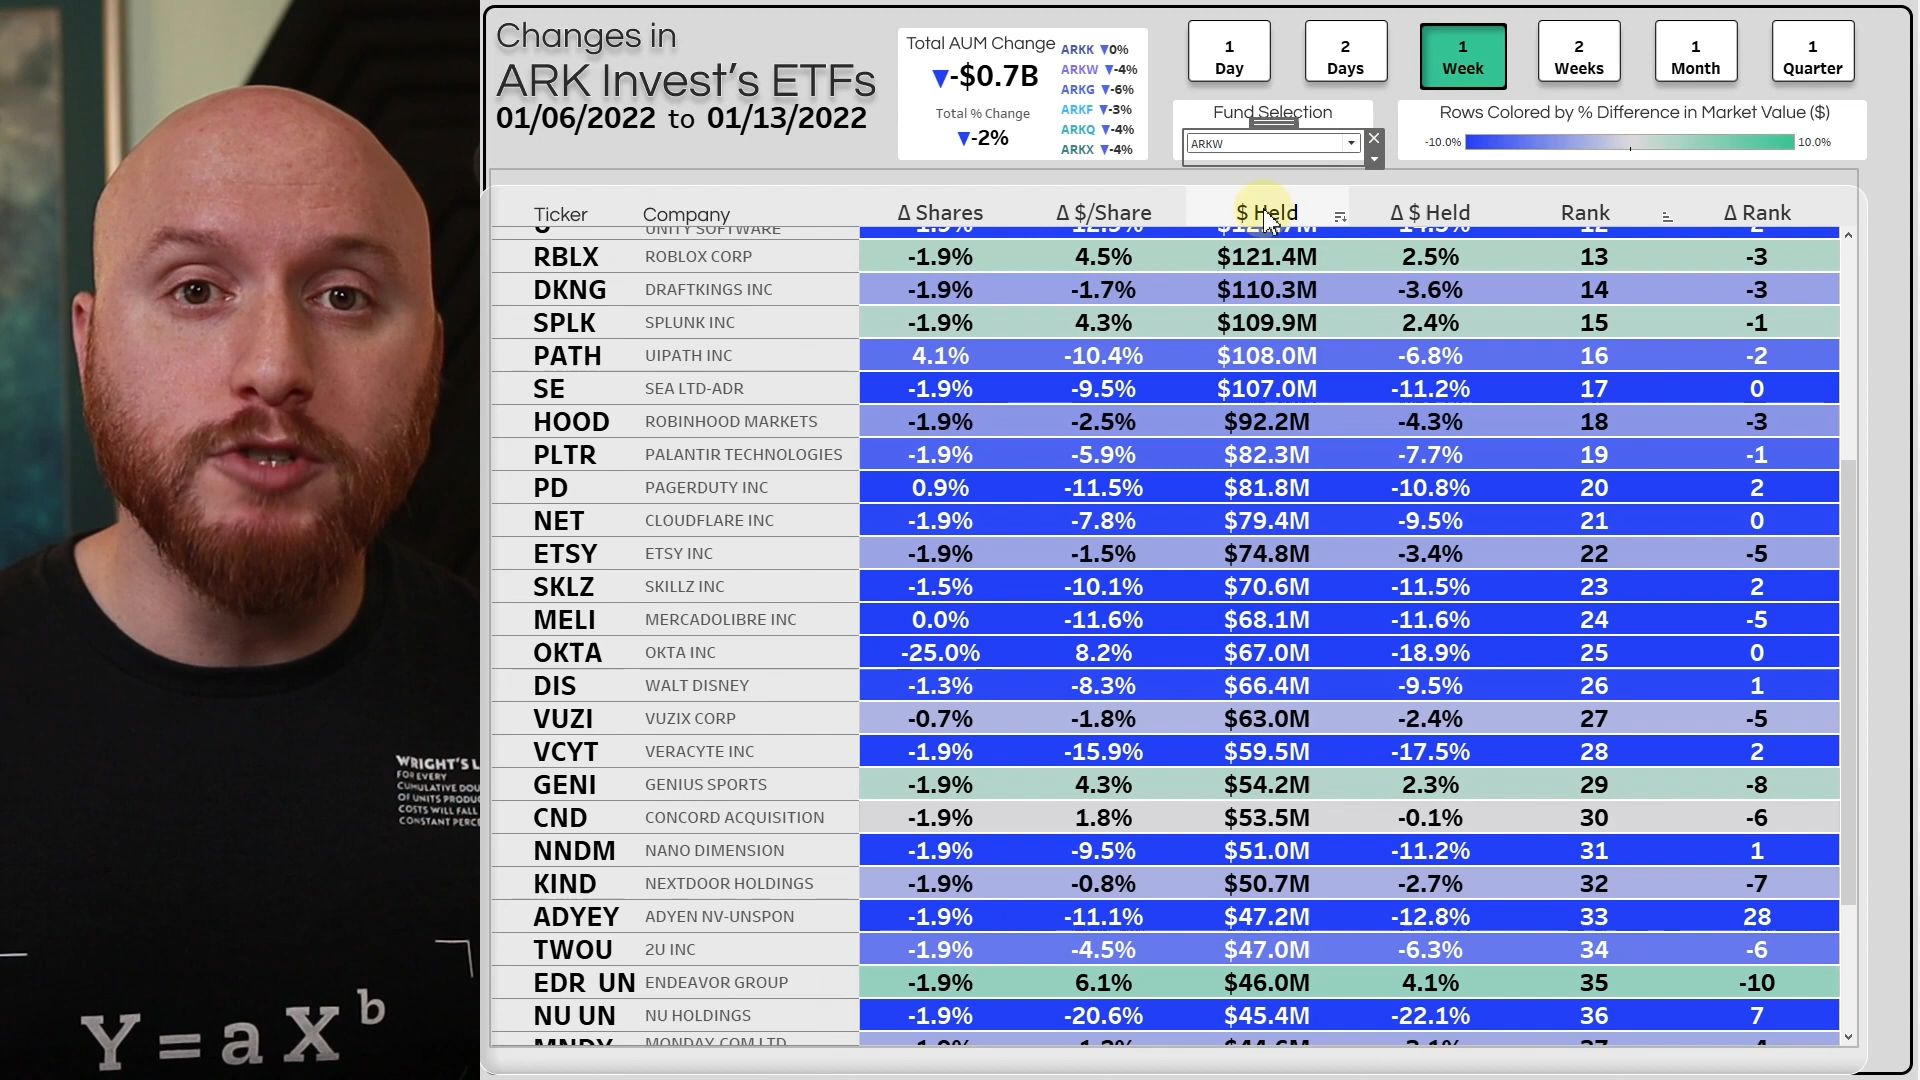 Changes in
ARK Invest's ETFs
01/06/2022 to 01/13/2022
Total AUM Change
▼-$0.7B
Total % Change
▼-2%
ARKK ▼0%
ARKW ▼-4%
ARKG ▼-6%
ARKF ▼-3%
ARKQ ▼-4%
ARKX ▼-4%
1 Day
2 Days
1 Week
2 Weeks
1 Month
1 Quarter
Fund Selection
ARKW
Rows Colored by % Difference in Market Value ($)
-10.0% 10.0%
Ticker Company Δ Shares Δ $/Share $ Held Δ $ Held Rank Δ Rank
UNITY SOFTWARE
RBLX ROBLOX CORP -1.9% 4.5% $121.4M 2.5% 13 -3
DKNG DRAFTKINGS INC -1.9% -1.7% $110.3M -3.6% 14 -3
SPLK SPLUNK INC -1.9% 4.3% $109.9M 2.4% 15 -1
PATH UIPATH INC 4.1% -10.4% $108.0M -6.8% 16 -2
SE SEA LTD-ADR -1.9% -9.5% $107.0M -11.2% 17 0
HOOD ROBINHOOD MARKETS -1.9% -2.5% $92.2M -4.3% 18 -3
PLTR PALANTIR TECHNOLOGIES -1.9% -5.9% $82.3M -7.7% 19 -1
PD PAGERDUTY INC 0.9% -11.5% $81.8M -10.8% 20 2
NET CLOUDFLARE INC -1.9% -7.8% $79.4M -9.5% 21 0
ETSY ETSY INC -1.9% -1.5% $74.8M -3.4% 22 -5
SKLZ SKILLZ INC -1.5% -10.1% $70.6M -11.5% 23 2
MELI MERCADOLIBRE INC 0.0% -11.6% $68.1M -11.6% 24 -5
OKTA OKTA INC -25.0% 8.2% $67.0M -18.9% 25 0
DIS WALT DISNEY -1.3% -8.3% $66.4M -9.5% 26 1
VUZI VUZIX CORP -0.7% -1.8% $63.0M -2.4% 27 -5
VCYT VERACYTE INC -1.9% -15.9% $59.5M -17.5% 28 2
GENI GENIUS SPORTS -1.9% 4.3% $54.2M 2.3% 29 -8
CND CONCORD ACQUISITION -1.9% 1.8% $53.5M -0.1% 30 -6
NNDM NANO DIMENSION -1.9% -9.5% $51.0M -11.2% 31 1
KIND NEXTDOOR HOLDINGS -1.9% -0.8% $50.7M -2.7% 32 -7
ADYEY ADYEN NV-UNSPON -1.9% -11.1% $47.2M -12.8% 33 28
TWOU 2U INC -1.9% -4.5% $47.0M -6.3% 34 -6
EDR UN ENDEAVOR GROUP -1.9% 6.1% $46.0M 4.1% 35 -10
NU UN NU HOLDINGS -1.9% -20.6% $45.4M -22.1% 36 7
MNDY MONDAY.COM LTD
WRIGHT'S L
FOR EVERY
CUMULATIVE DOU
OF UNITS PRODU
COSTS WILL FALL
CONSTANT PERCE
Y = aXᵇ